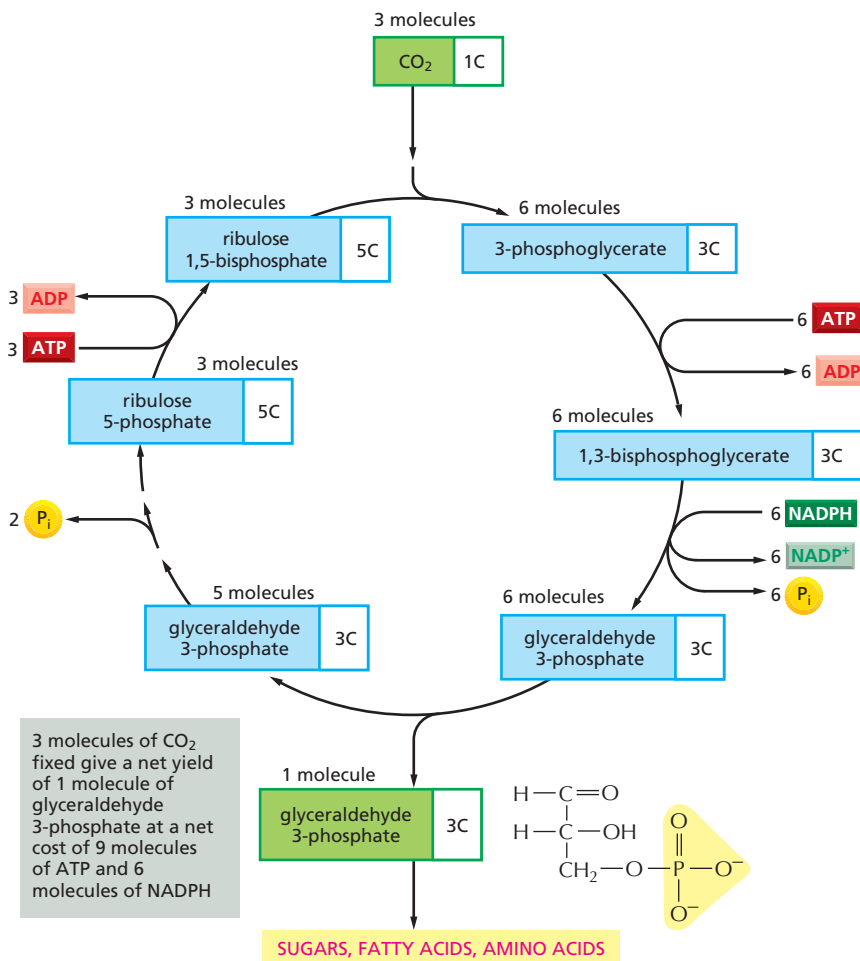 3 molecules
CO₂ 1C
3 molecules
ribulose
1,5-bisphosphate
5C
6 molecules
3-phosphoglycerate 3C
6 ATP
6 ADP
6 molecules
1,3-bisphosphoglycerate 3C
6 NADPH
6 NADP⁺
6 Pᵢ
6 molecules
glyceraldehyde
3-phosphate
3C
5 molecules
glyceraldehyde
3-phosphate
3C
2 Pᵢ
3 molecules
ribulose
5-phosphate
5C
3 ADP
3 ATP
3 molecules of CO₂
fixed give a net yield
of 1 molecule of
glyceraldehyde
3-phosphate at a net
cost of 9 molecules
of ATP and 6
molecules of NADPH
1 molecule
glyceraldehyde
3-phosphate
3C
H—C=O
H—C—OH
CH₂—O—P—O⁻
O
O⁻
SUGARS, FATTY ACIDS, AMINO ACIDS